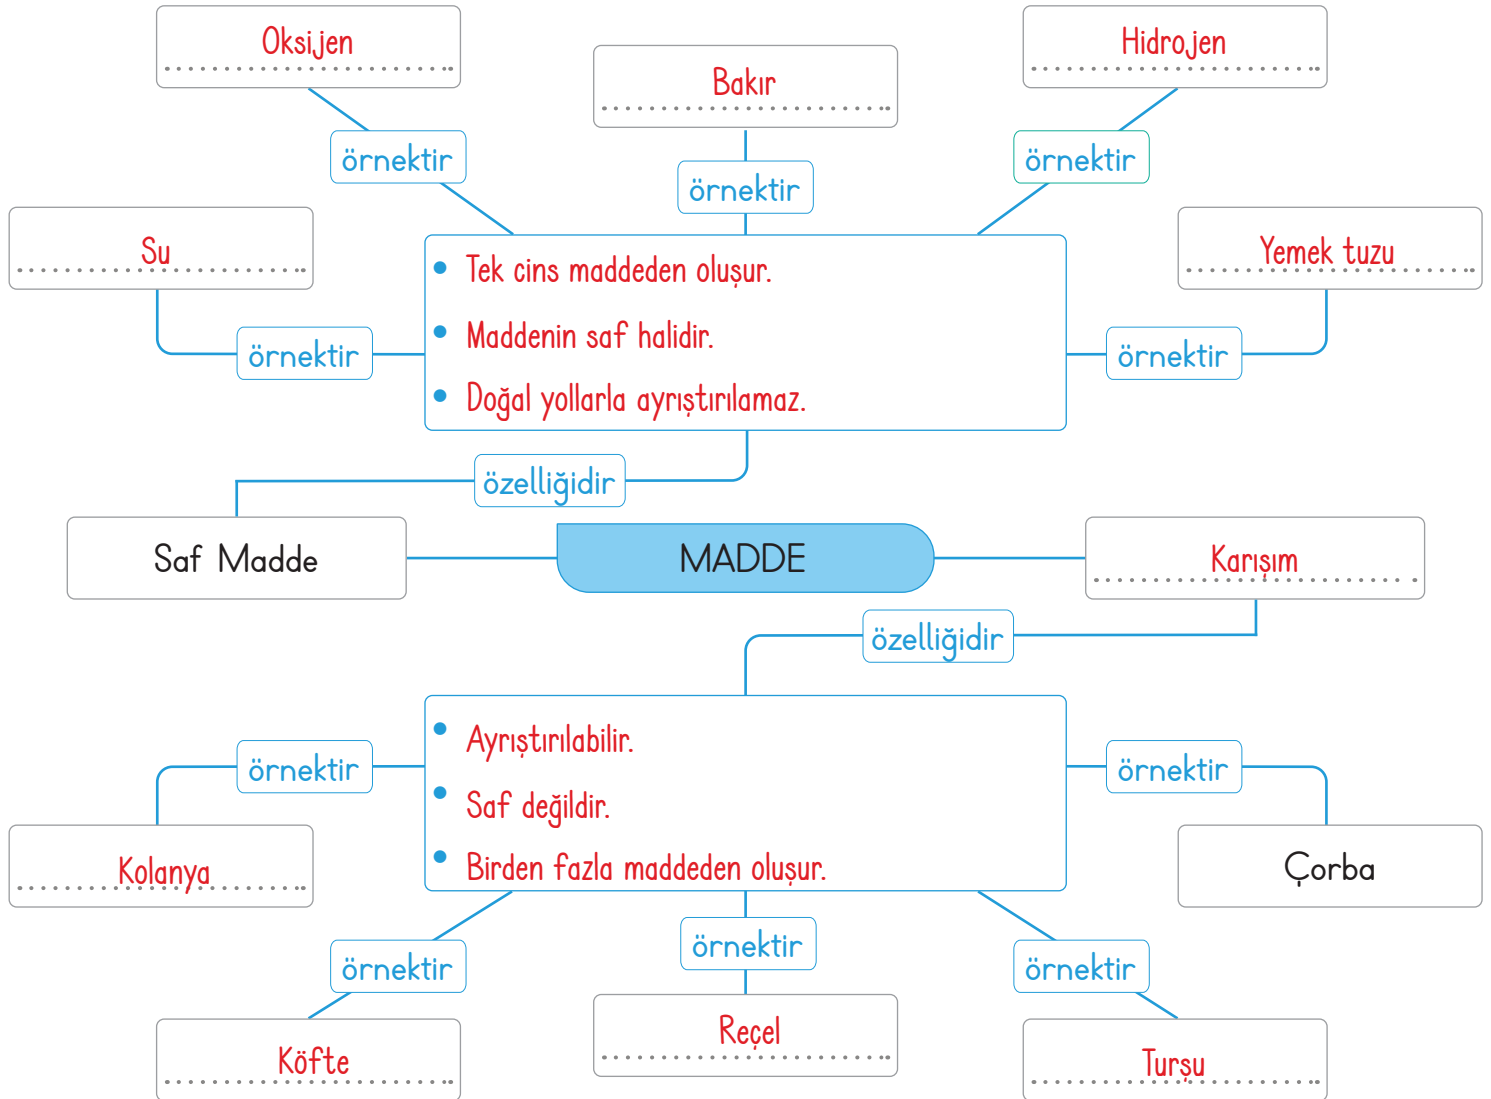 Oksijen
Bakır
Hidrojen
örnektir
örnektir
örnektir
Su
Yemek tuzu
Tek cins maddeden oluşur.
Maddenin saf halidir.
Doğal yollarla ayrıştırılamaz.
örnektir
örnektir
özelliğidir
Saf Madde
MADDE
Karışım
özelliğidir
Ayrıştırılabilir.
Saf değildir.
Birden fazla maddeden oluşur.
örnektir
örnektir
Kolanya
Çorba
örnektir
örnektir
örnektir
Köfte
Reçel
Turşu